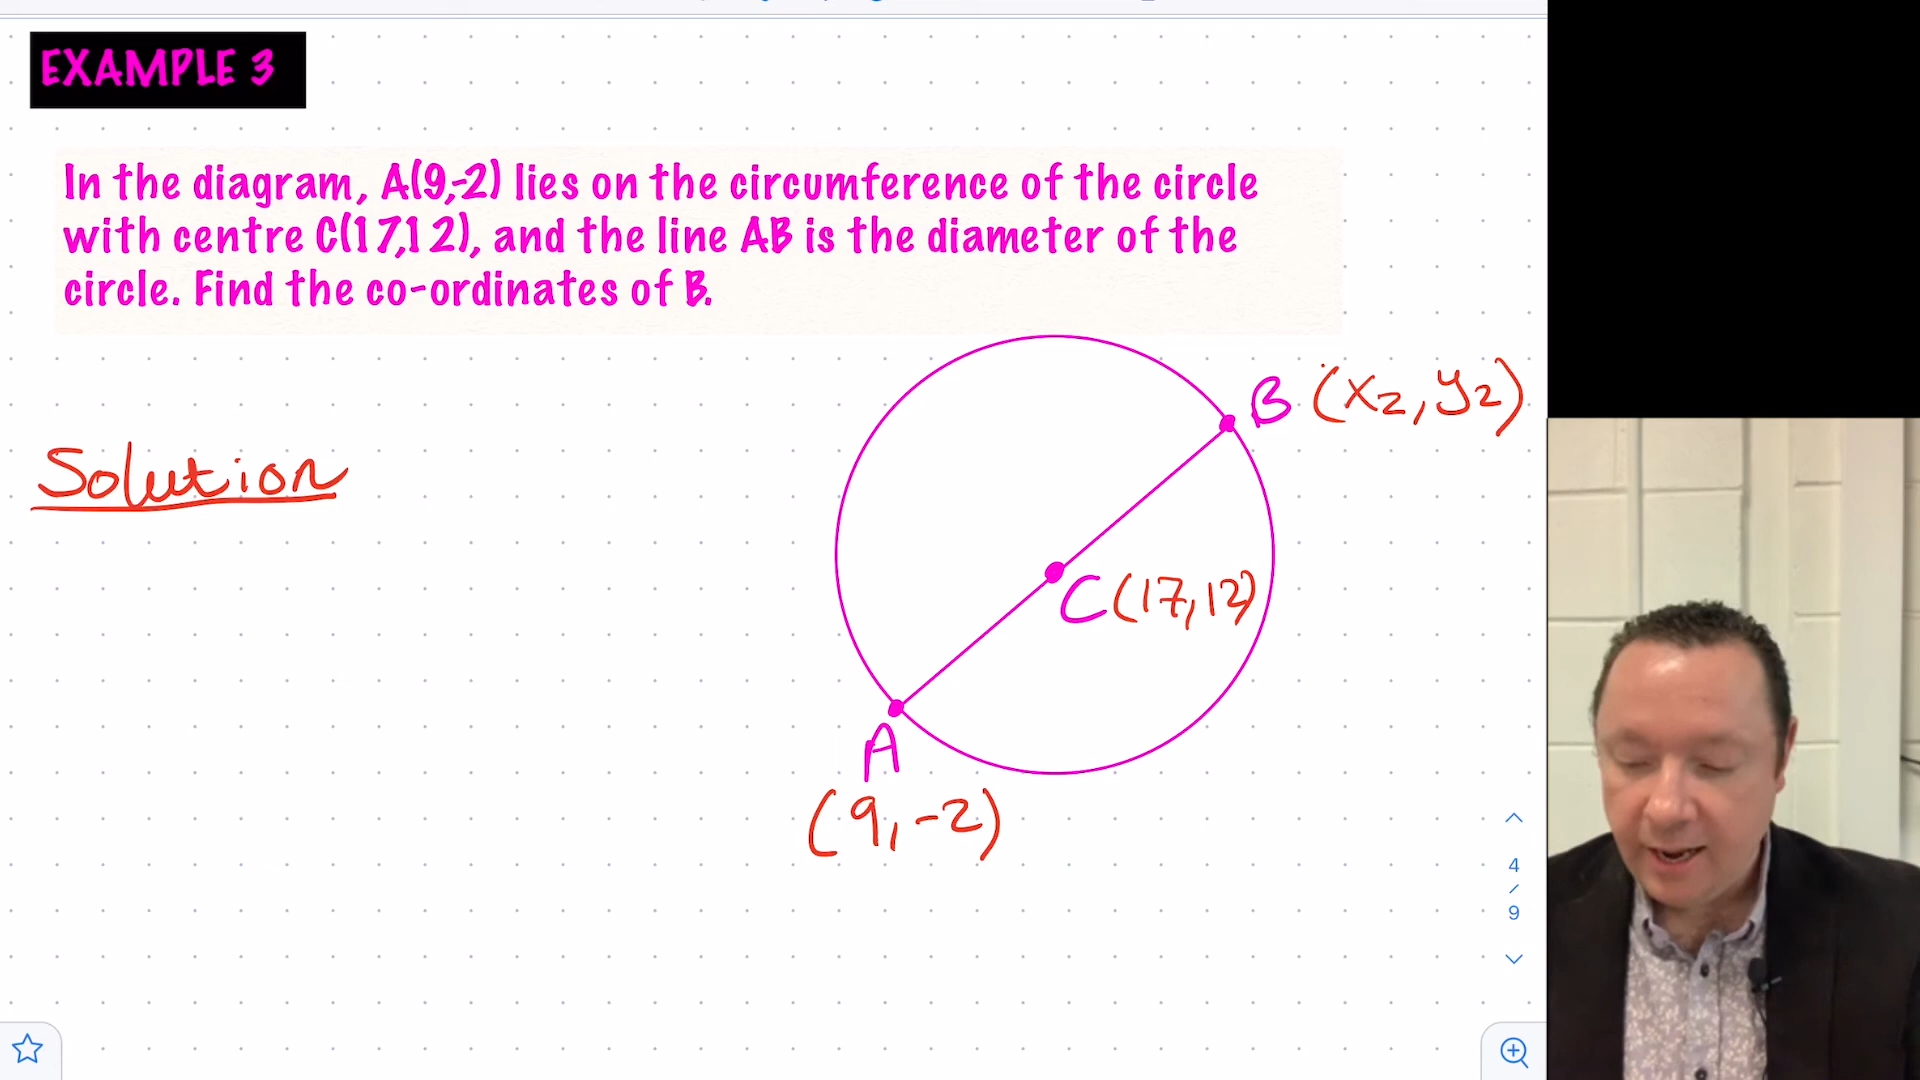 EXAMPLE 3
In the diagram, A(9,-2) lies on the circumference of the circle
with centre C(17,12), and the line AB is the diameter of the
circle. Find the co-ordinates of B.
B (x₂, y₂)
Solution
C(17,12)
A
(9,-2)
4
/
9